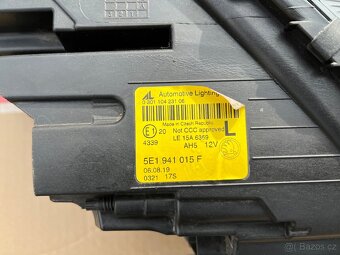 AL Automotive Lighting
0 301 104 231 06
Made in Czech Republic
E1 20 Not CCC approved L
LE 15A 6359
4339 AHS 12V
5E1 941 015 F
06.08.19
0321 17S
bazos.cz